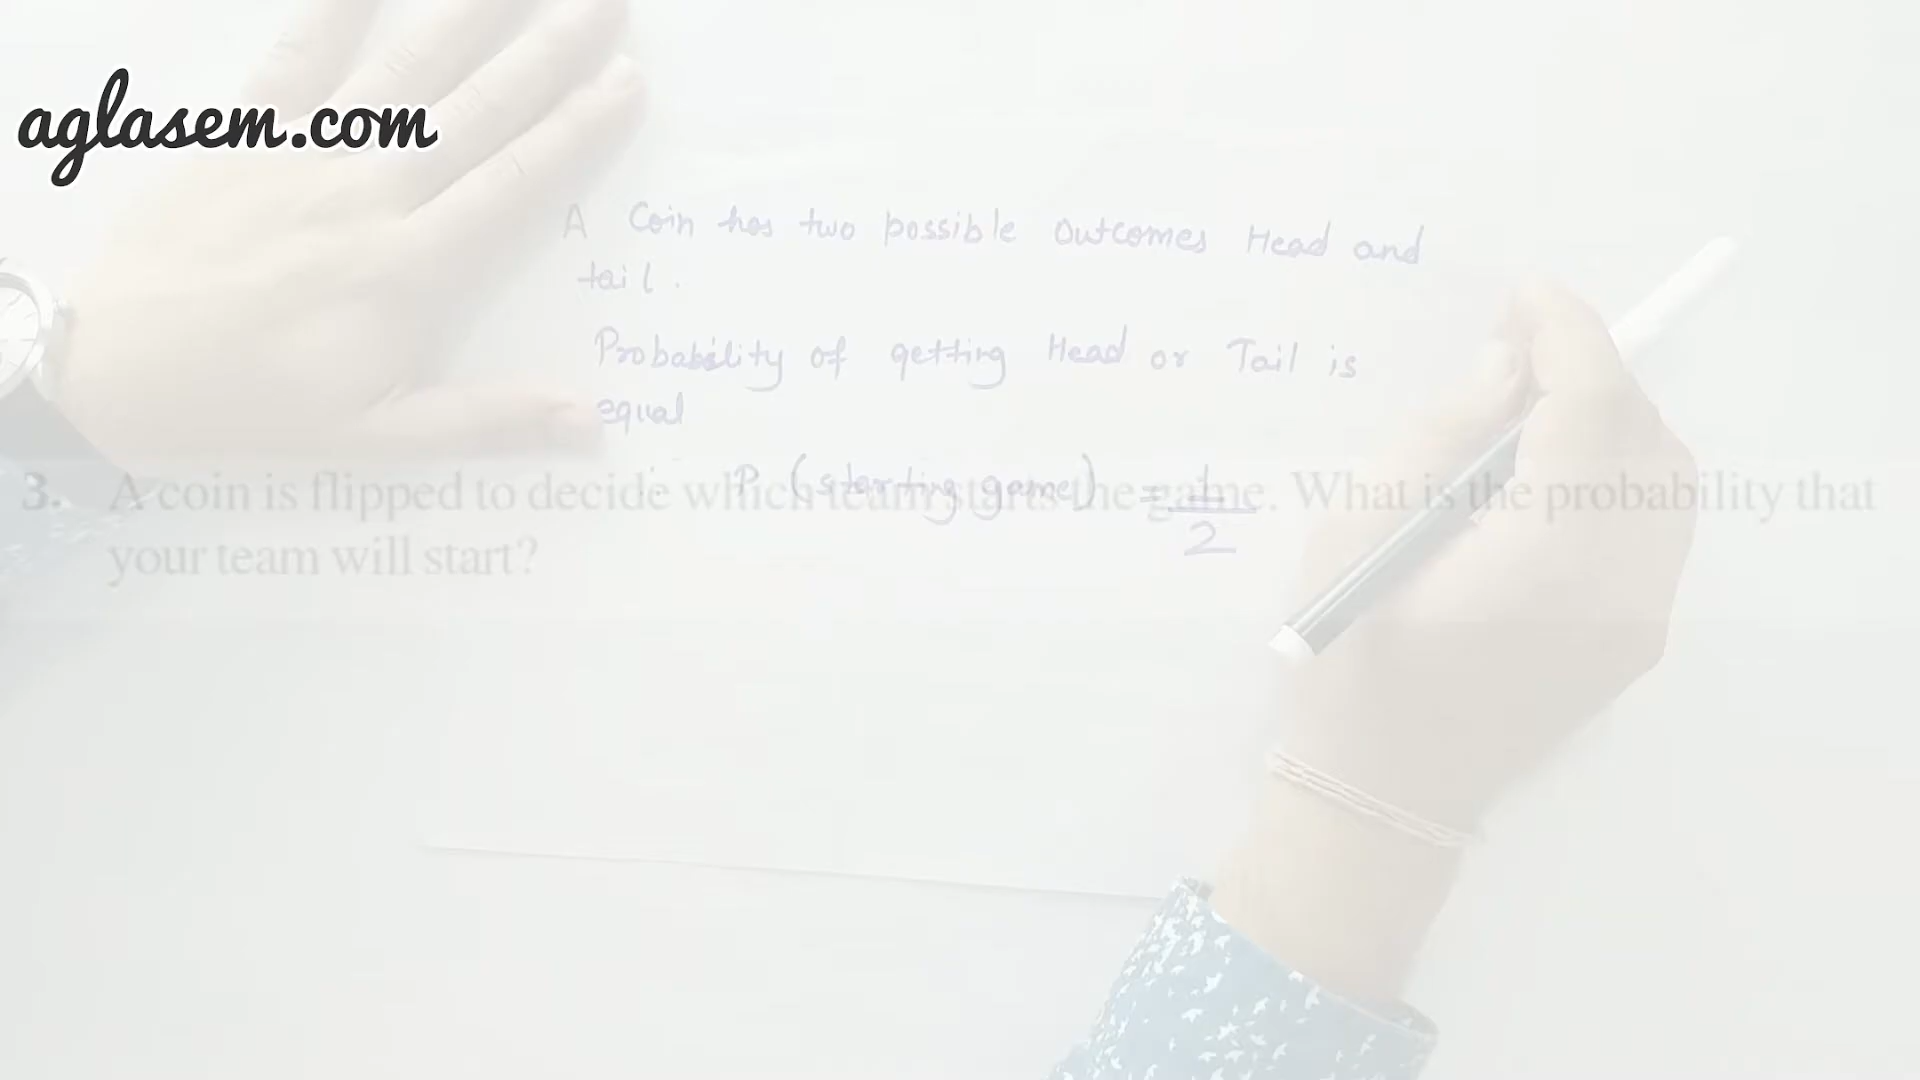 aglasem.com
A Coin has two possible Outcomes Head and
tail.
Probability of getting Head or Tail is
equal
∴ P (starting game) = 1/2
3. A coin is flipped to decide which team starts the game. What is the probability that
your team will start?